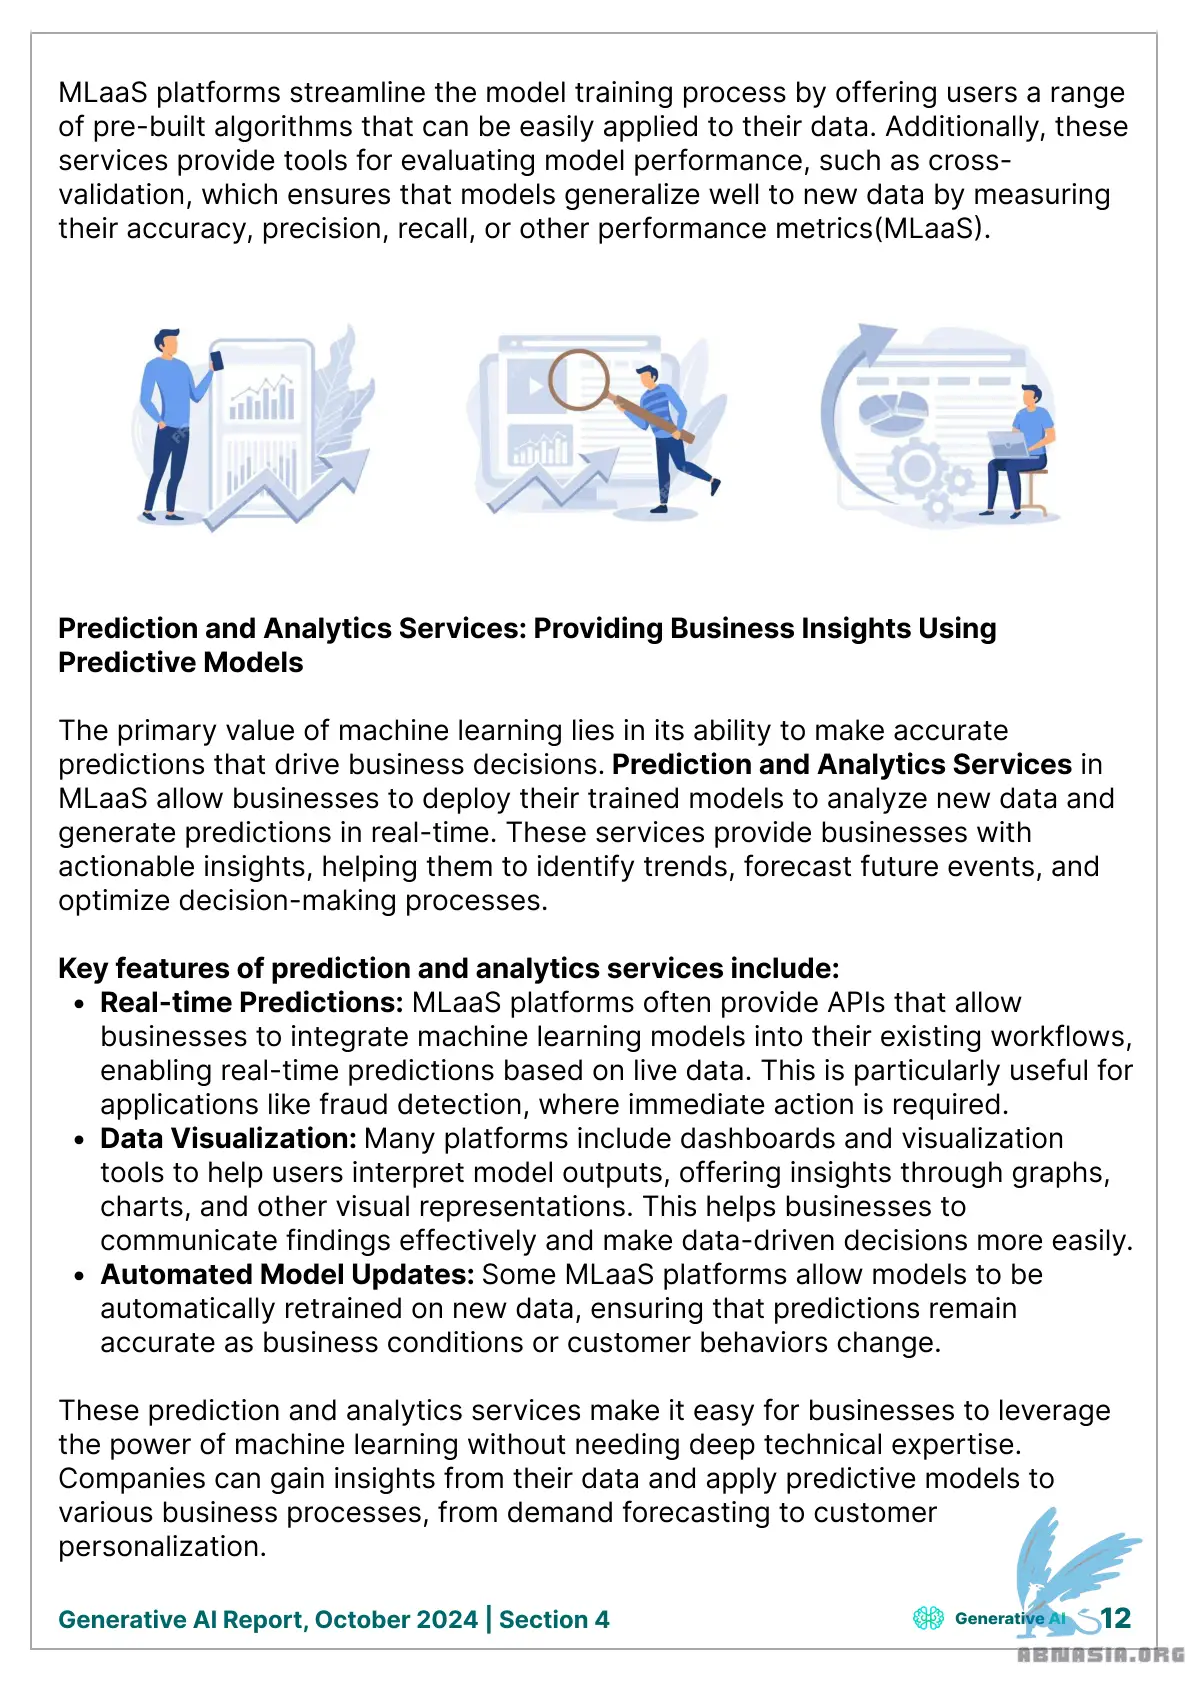 MLaaS platforms streamline the model training process by offering users a range
of pre-built algorithms that can be easily applied to their data. Additionally, these
services provide tools for evaluating model performance, such as cross-
validation, which ensures that models generalize well to new data by measuring
their accuracy, precision, recall, or other performance metrics(MLaaS).
Prediction and Analytics Services: Providing Business Insights Using
Predictive Models
The primary value of machine learning lies in its ability to make accurate
predictions that drive business decisions. Prediction and Analytics Services in
MLaaS allow businesses to deploy their trained models to analyze new data and
generate predictions in real-time. These services provide businesses with
actionable insights, helping them to identify trends, forecast future events, and
optimize decision-making processes.
Key features of prediction and analytics services include:
• Real-time Predictions: MLaaS platforms often provide APIs that allow
businesses to integrate machine learning models into their existing workflows,
enabling real-time predictions based on live data. This is particularly useful for
applications like fraud detection, where immediate action is required.
• Data Visualization: Many platforms include dashboards and visualization
tools to help users interpret model outputs, offering insights through graphs,
charts, and other visual representations. This helps businesses to
communicate findings effectively and make data-driven decisions more easily.
• Automated Model Updates: Some MLaaS platforms allow models to be
automatically retrained on new data, ensuring that predictions remain
accurate as business conditions or customer behaviors change.
These prediction and analytics services make it easy for businesses to leverage
the power of machine learning without needing deep technical expertise.
Companies can gain insights from their data and apply predictive models to
various business processes, from demand forecasting to customer
personalization.
Generative AI Report, October 2024 | Section 4
Generative AI 12
ABNASIA.ORG